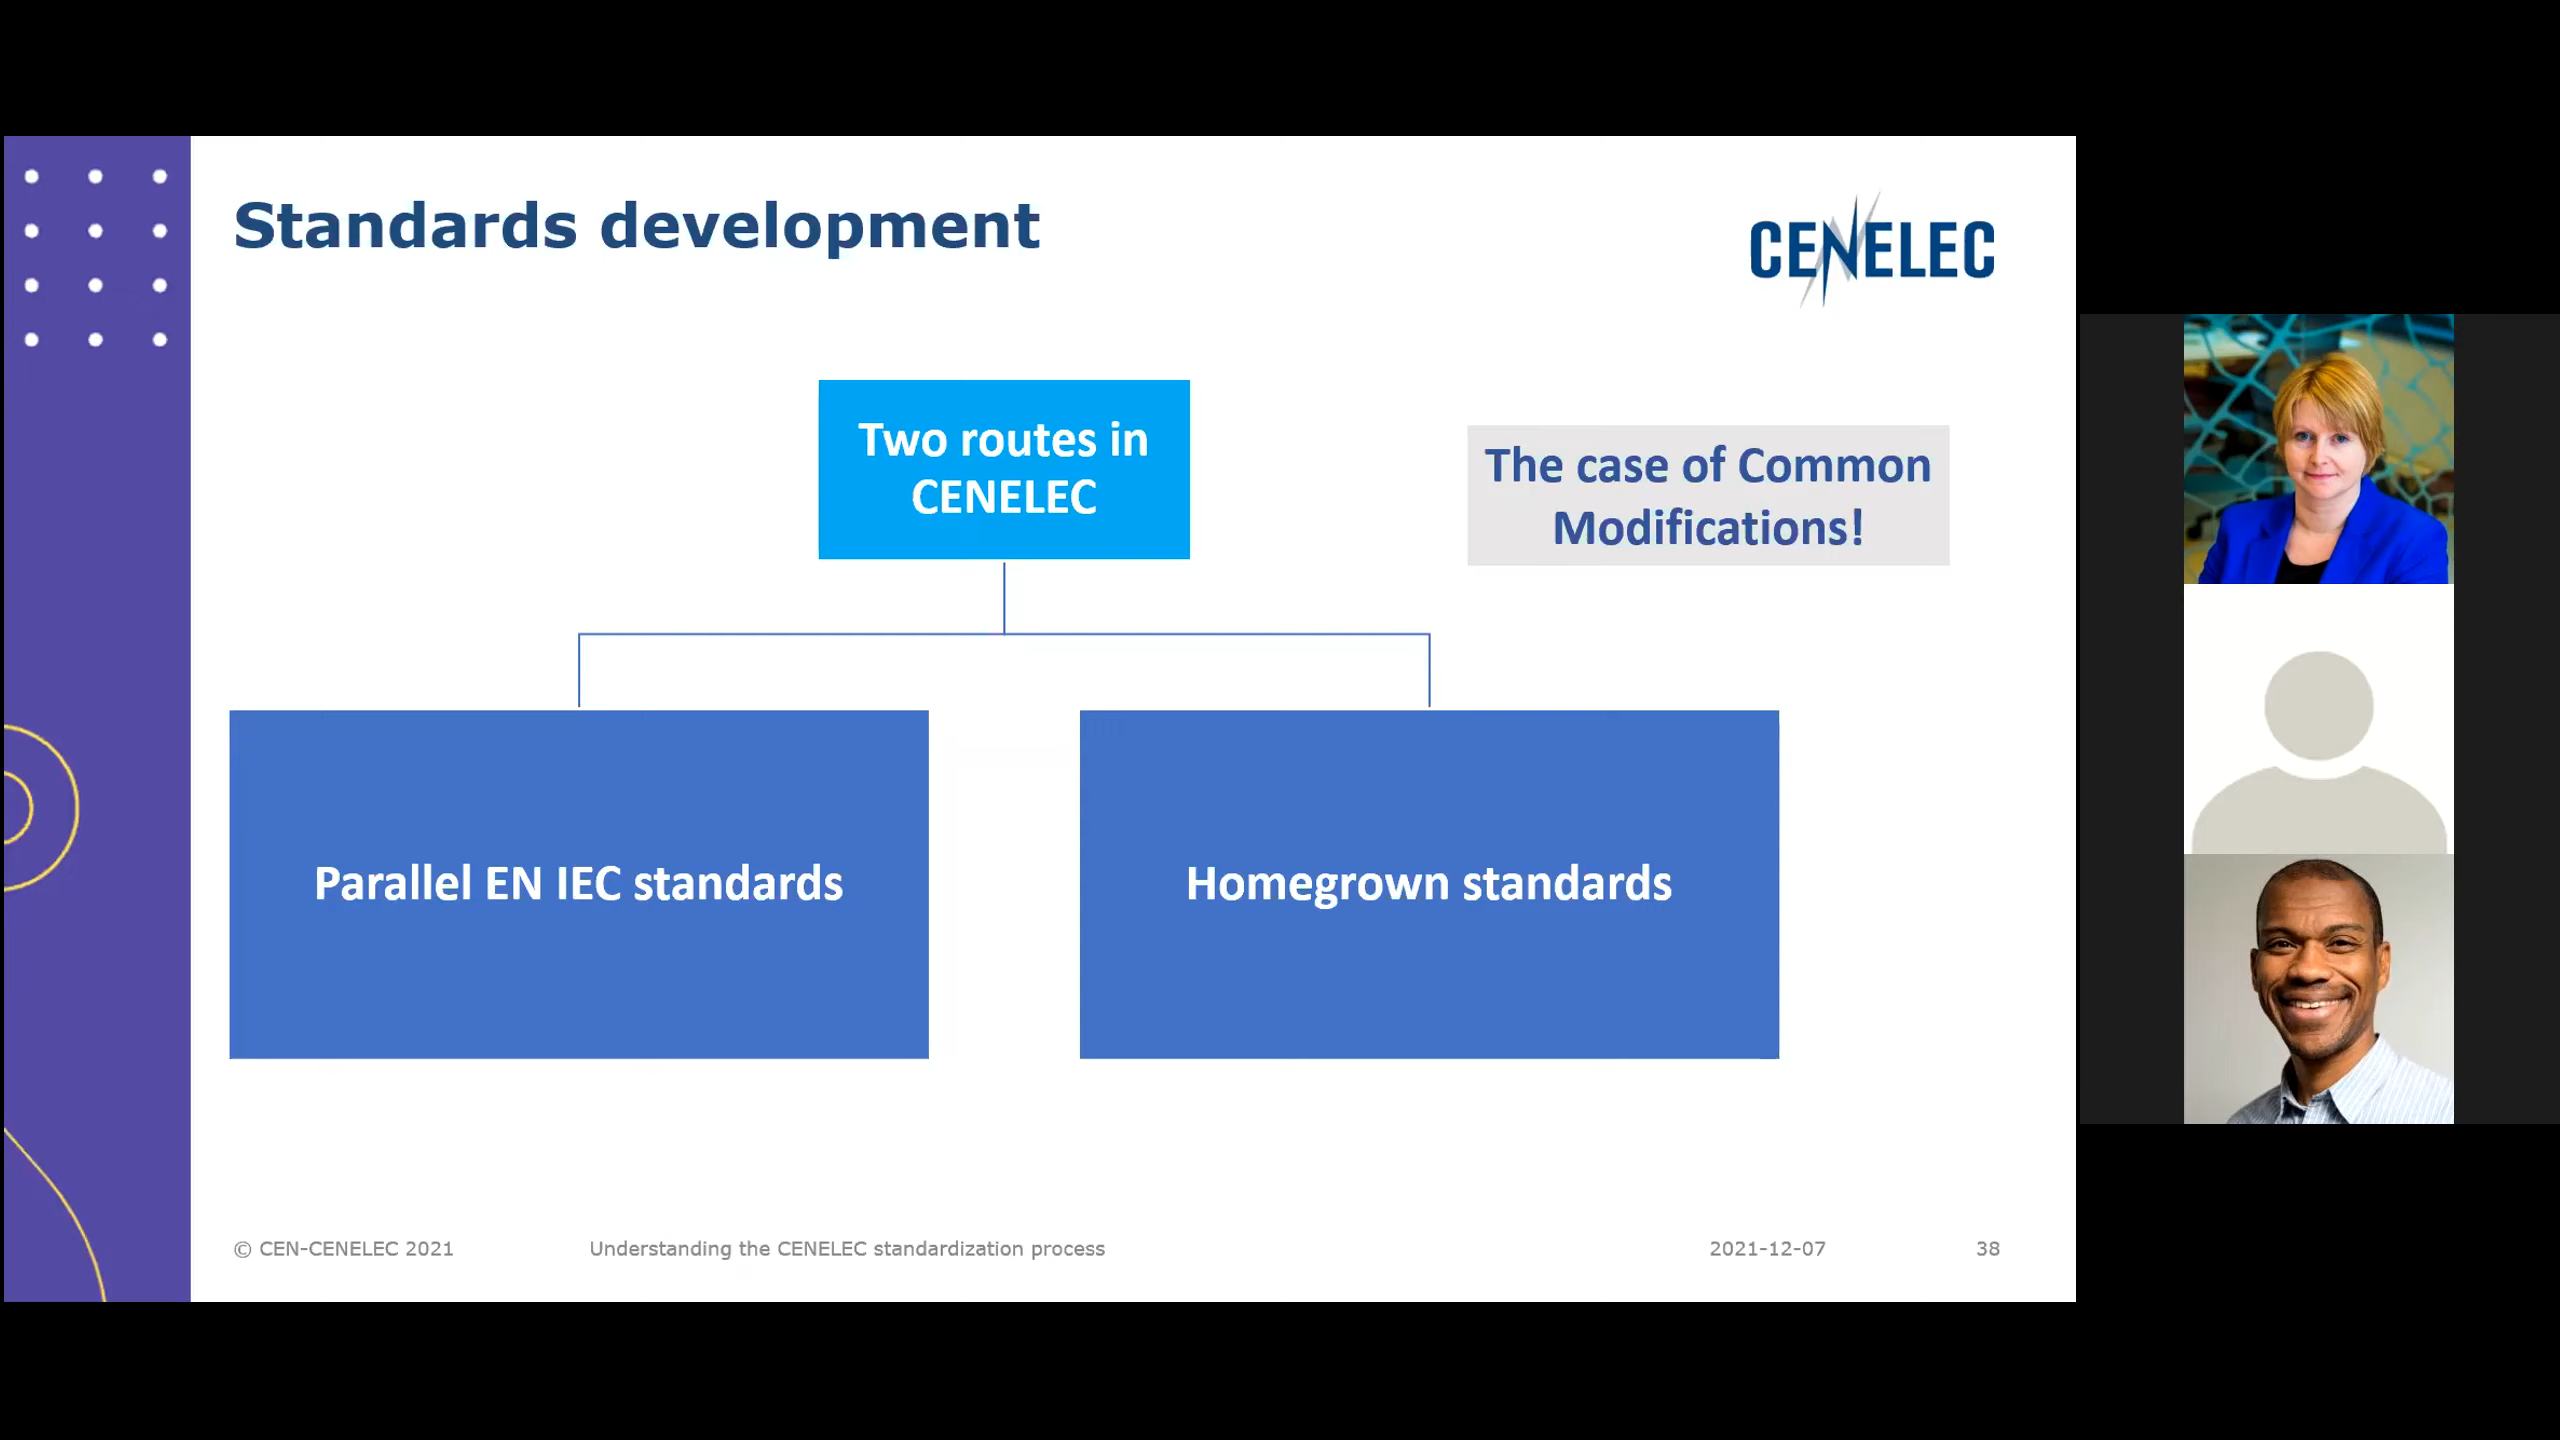 Standards development
CENELEC
Two routes in
CENELEC
The case of Common
Modifications!
Parallel EN IEC standards
Homegrown standards
© CEN-CENELEC 2021
Understanding the CENELEC standardization process
2021-12-07
38